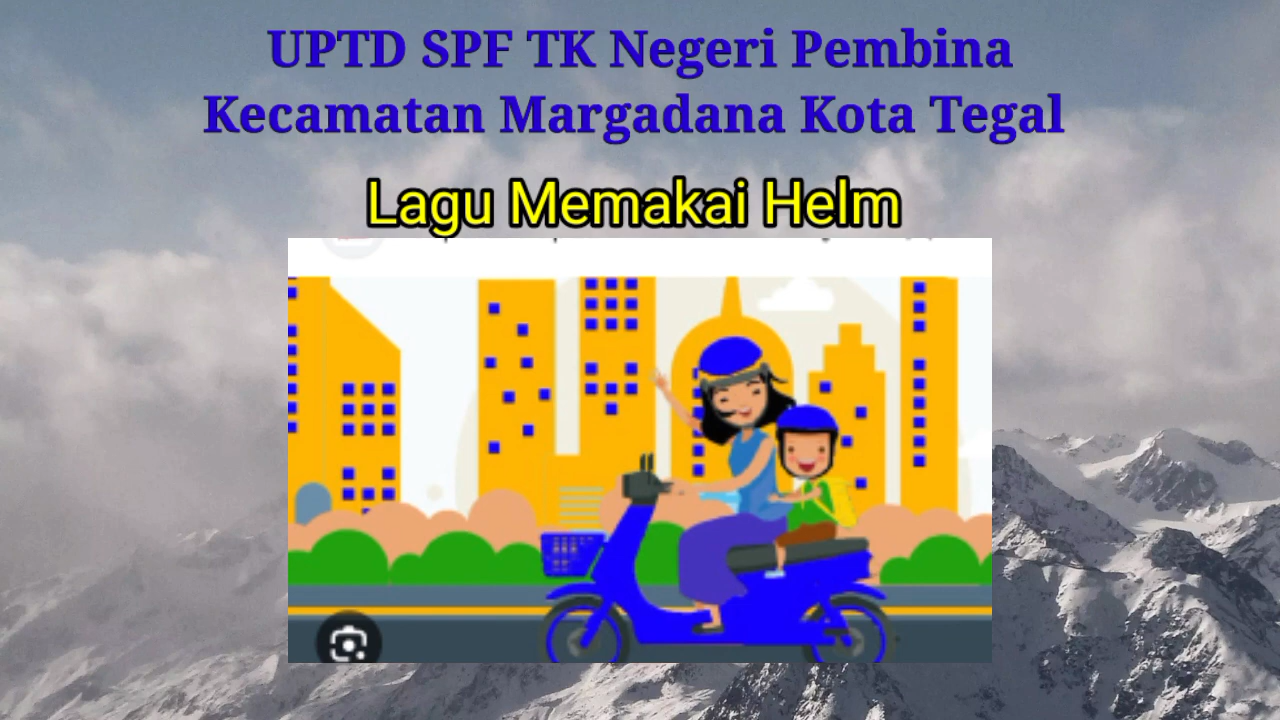 UPTD SPF TK Negeri Pembina
Kecamatan Margadana Kota Tegal
Lagu Memakai Helm